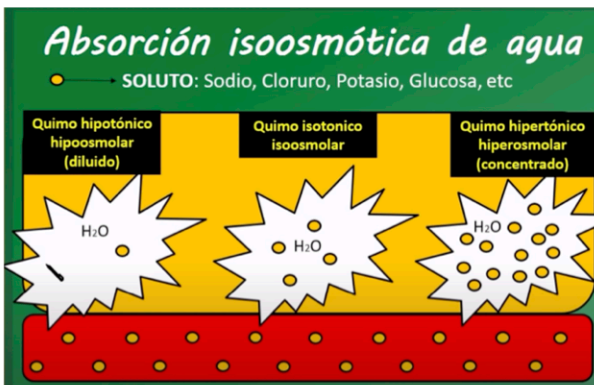 Absorción isoosmótica de agua
SOLUTO: Sodio, Cloruro, Potasio, Glucosa, etc
Quimo hipotónico
hipoosmolar
(diluido)
Quimo isotonico
isoosmolar
Quimo hipertónico
hiperosmolar
(concentrado)
H₂O
H₂O
H₂O